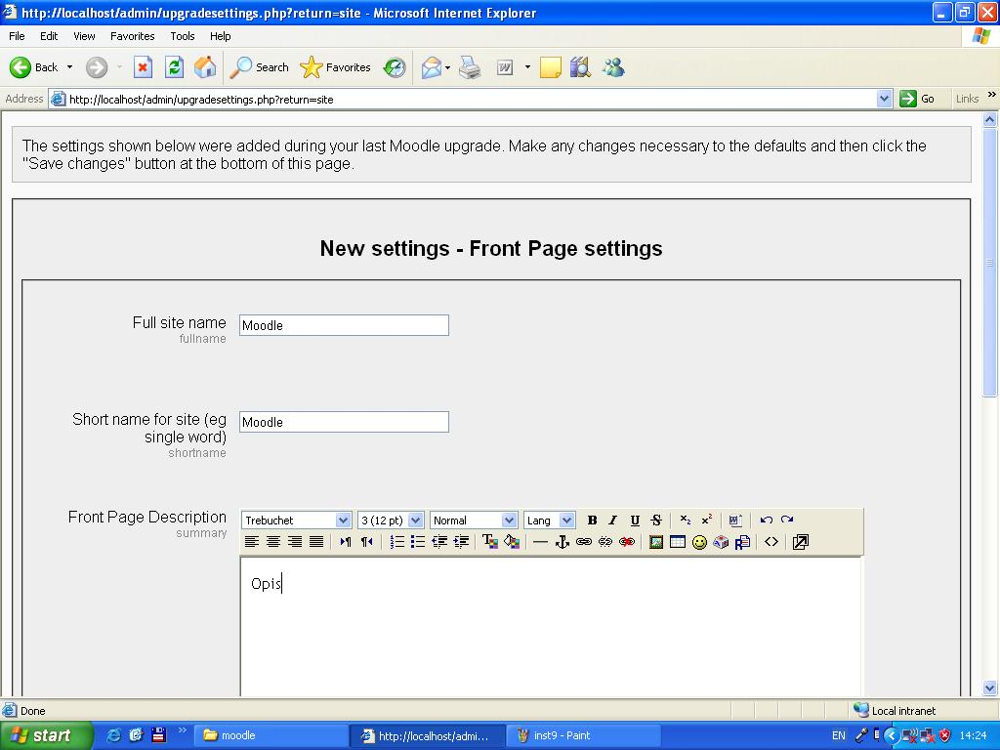 http://localhost/admin/upgradesettings.php?return=site - Microsoft Internet Explorer
File Edit View Favorites Tools Help
Back Search Favorites
Address http://localhost/admin/upgradesettings.php?return=site Go Links »
The settings shown below were added during your last Moodle upgrade. Make any changes necessary to the defaults and then click the
"Save changes" button at the bottom of this page.
New settings - Front Page settings
Full site name Moodle
fullname
Short name for site (eg Moodle
single word)
shortname
Front Page Description Trebuchet 3 (12 pt) Normal Lang B I U S x₂ x²
summary
Opis
Done Local intranet
start » moodle http://localhost/admi... inst9 - Paint EN 14:24